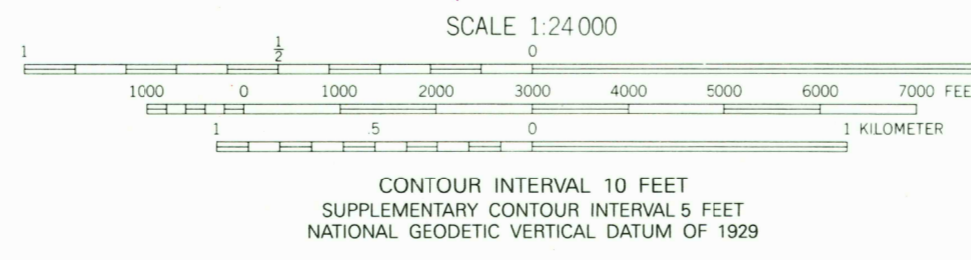 SCALE 1:24 000
1 ½ 0
1000 0 1000 2000 3000 4000 5000 6000 7000
1 .5 0 1 KILOMETER
CONTOUR INTERVAL 10 FEET
SUPPLEMENTARY CONTOUR INTERVAL 5 FEET
NATIONAL GEODETIC VERTICAL DATUM OF 1929